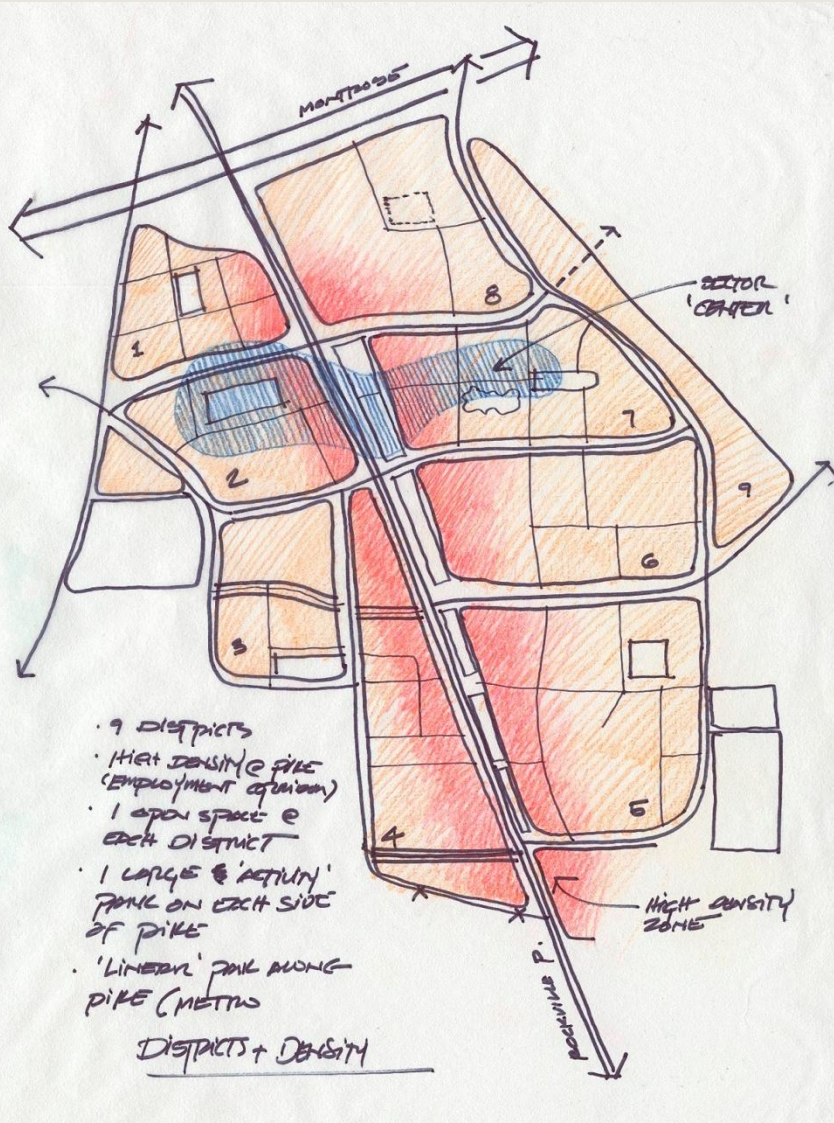 MONTROSE
8
SECTOR
'CENTER'
1
7
2
9
6
3
· 9 DISTRICTS
· HIGH DENSITY @ PIKE
(EMPLOYMENT CORRIDOR)
· 1 OPEN SPACE @
EACH DISTRICT
· 1 LARGE & 'ACTIVITY'
PARK ON EACH SIDE
OF PIKE
· 'LINEAR' PARK ALONG
PIKE (METRO
5
4
HIGH DENSITY
ZONE
ROCKVILLE P.
DISTRICTS + DENSITY